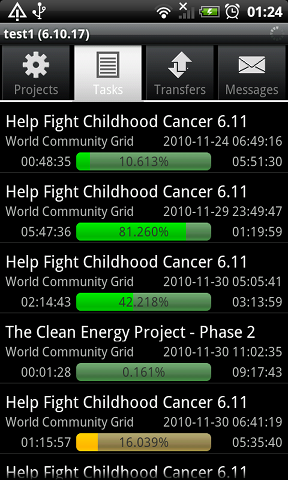 01:24
test1 (6.10.17)
Projects Tasks Transfers Messages
Help Fight Childhood Cancer 6.11
World Community Grid 2010-11-24 06:49:16
00:48:35 10.613% 05:51:30
Help Fight Childhood Cancer 6.11
World Community Grid 2010-11-29 23:49:47
05:47:36 81.260% 01:19:59
Help Fight Childhood Cancer 6.11
World Community Grid 2010-11-30 05:05:41
02:14:43 42.218% 03:13:59
The Clean Energy Project - Phase 2
World Community Grid 2010-11-30 11:02:35
00:01:28 0.161% 09:17:43
Help Fight Childhood Cancer 6.11
World Community Grid 2010-11-30 06:41:19
01:15:57 16.039% 05:35:40
Help Fight Childhood Cancer 6.11